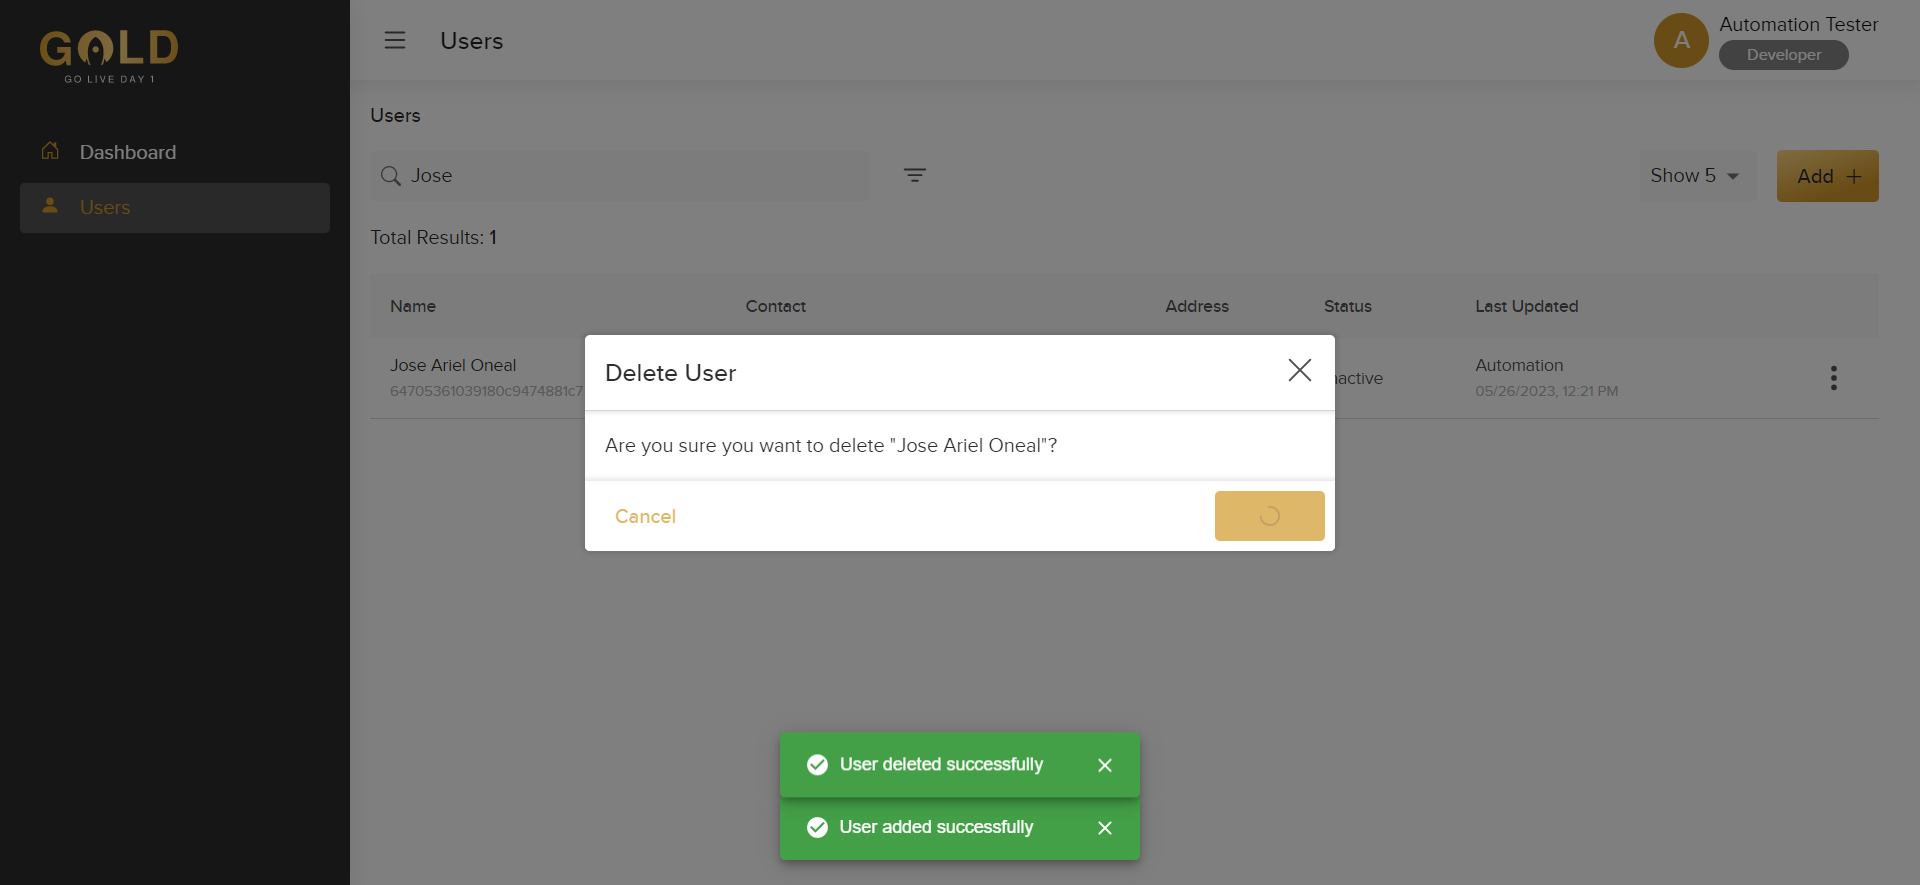 GOLD
GO LIVE DAY 1
Dashboard
Users
Users
A
Automation Tester
Developer
Users
Jose
Show 5
Add +
Total Results: 1
Name
Contact
Address
Status
Last Updated
Jose Ariel Oneal
64705361039180c9474881c7
Automation
05/26/2023, 12:21 PM
Delete User
Are you sure you want to delete "Jose Ariel Oneal"?
Cancel
User deleted successfully
User added successfully